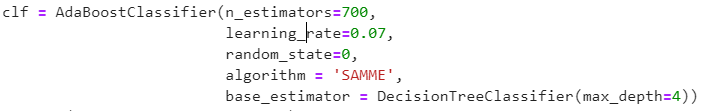 clf = AdaBoostClassifier(n_estimators=700,
learning_rate=0.07,
random_state=0,
algorithm = 'SAMME',
base_estimator = DecisionTreeClassifier(max_depth=4))